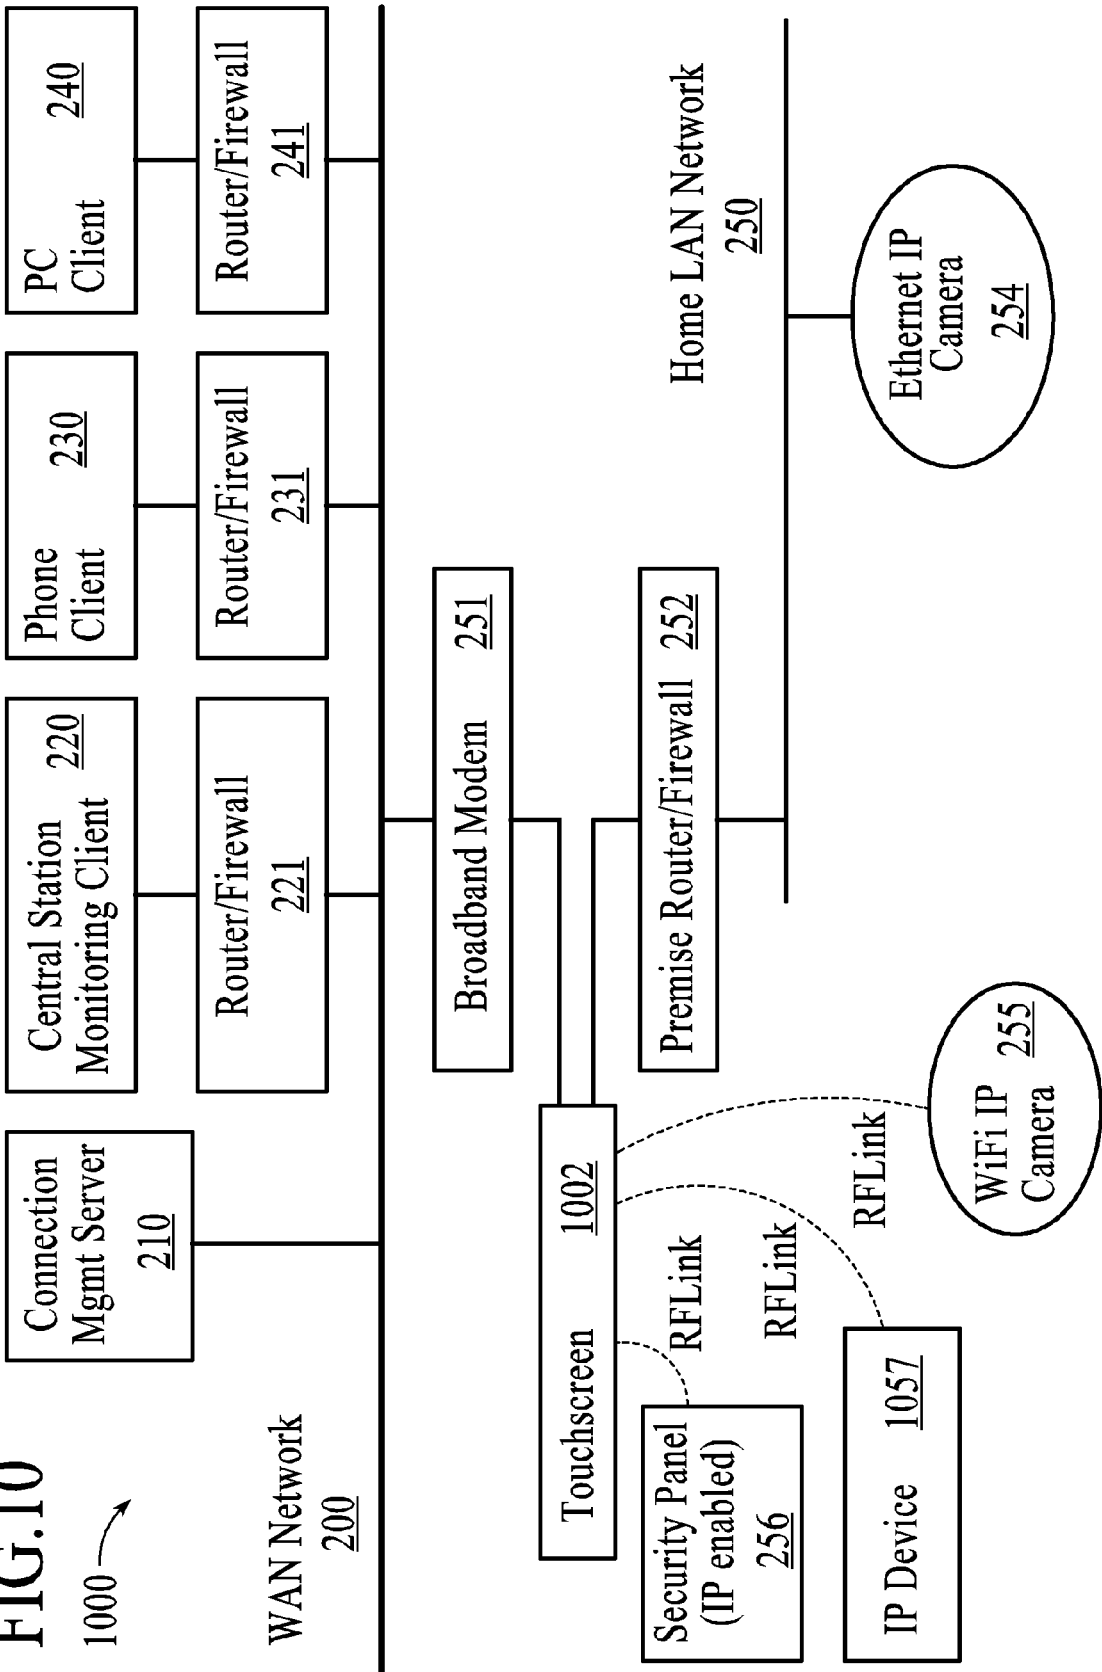 FIG.10
1000
Connection
Mgmt Server
210
Central Station
Monitoring Client
220
Phone
Client
230
PC
Client
240
Router/Firewall
221
Router/Firewall
231
Router/Firewall
241
WAN Network
200
Broadband Modem 251
Touchscreen 1002
Premise Router/Firewall 252
Home LAN Network
250
Security Panel
(IP enabled)
256
RFLink
RFLink
RFLink
IP Device 1057
WiFi IP
Camera
255
Ethernet IP
Camera
254